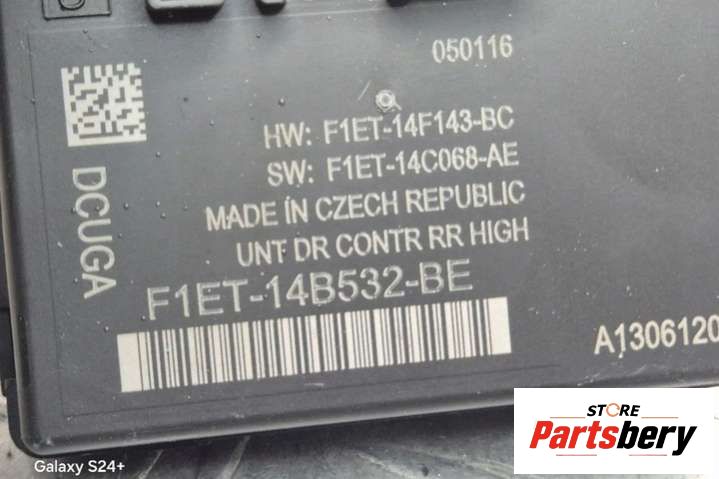 050116
HW: F1ET-14F143-BC
SW: F1ET-14C068-AE
MADE IN CZECH REPUBLIC
UNT DR CONTR RR HIGH
DCUGA
F1ET-14B532-BE
A1306120
STORE
Partsbery
Galaxy S24+